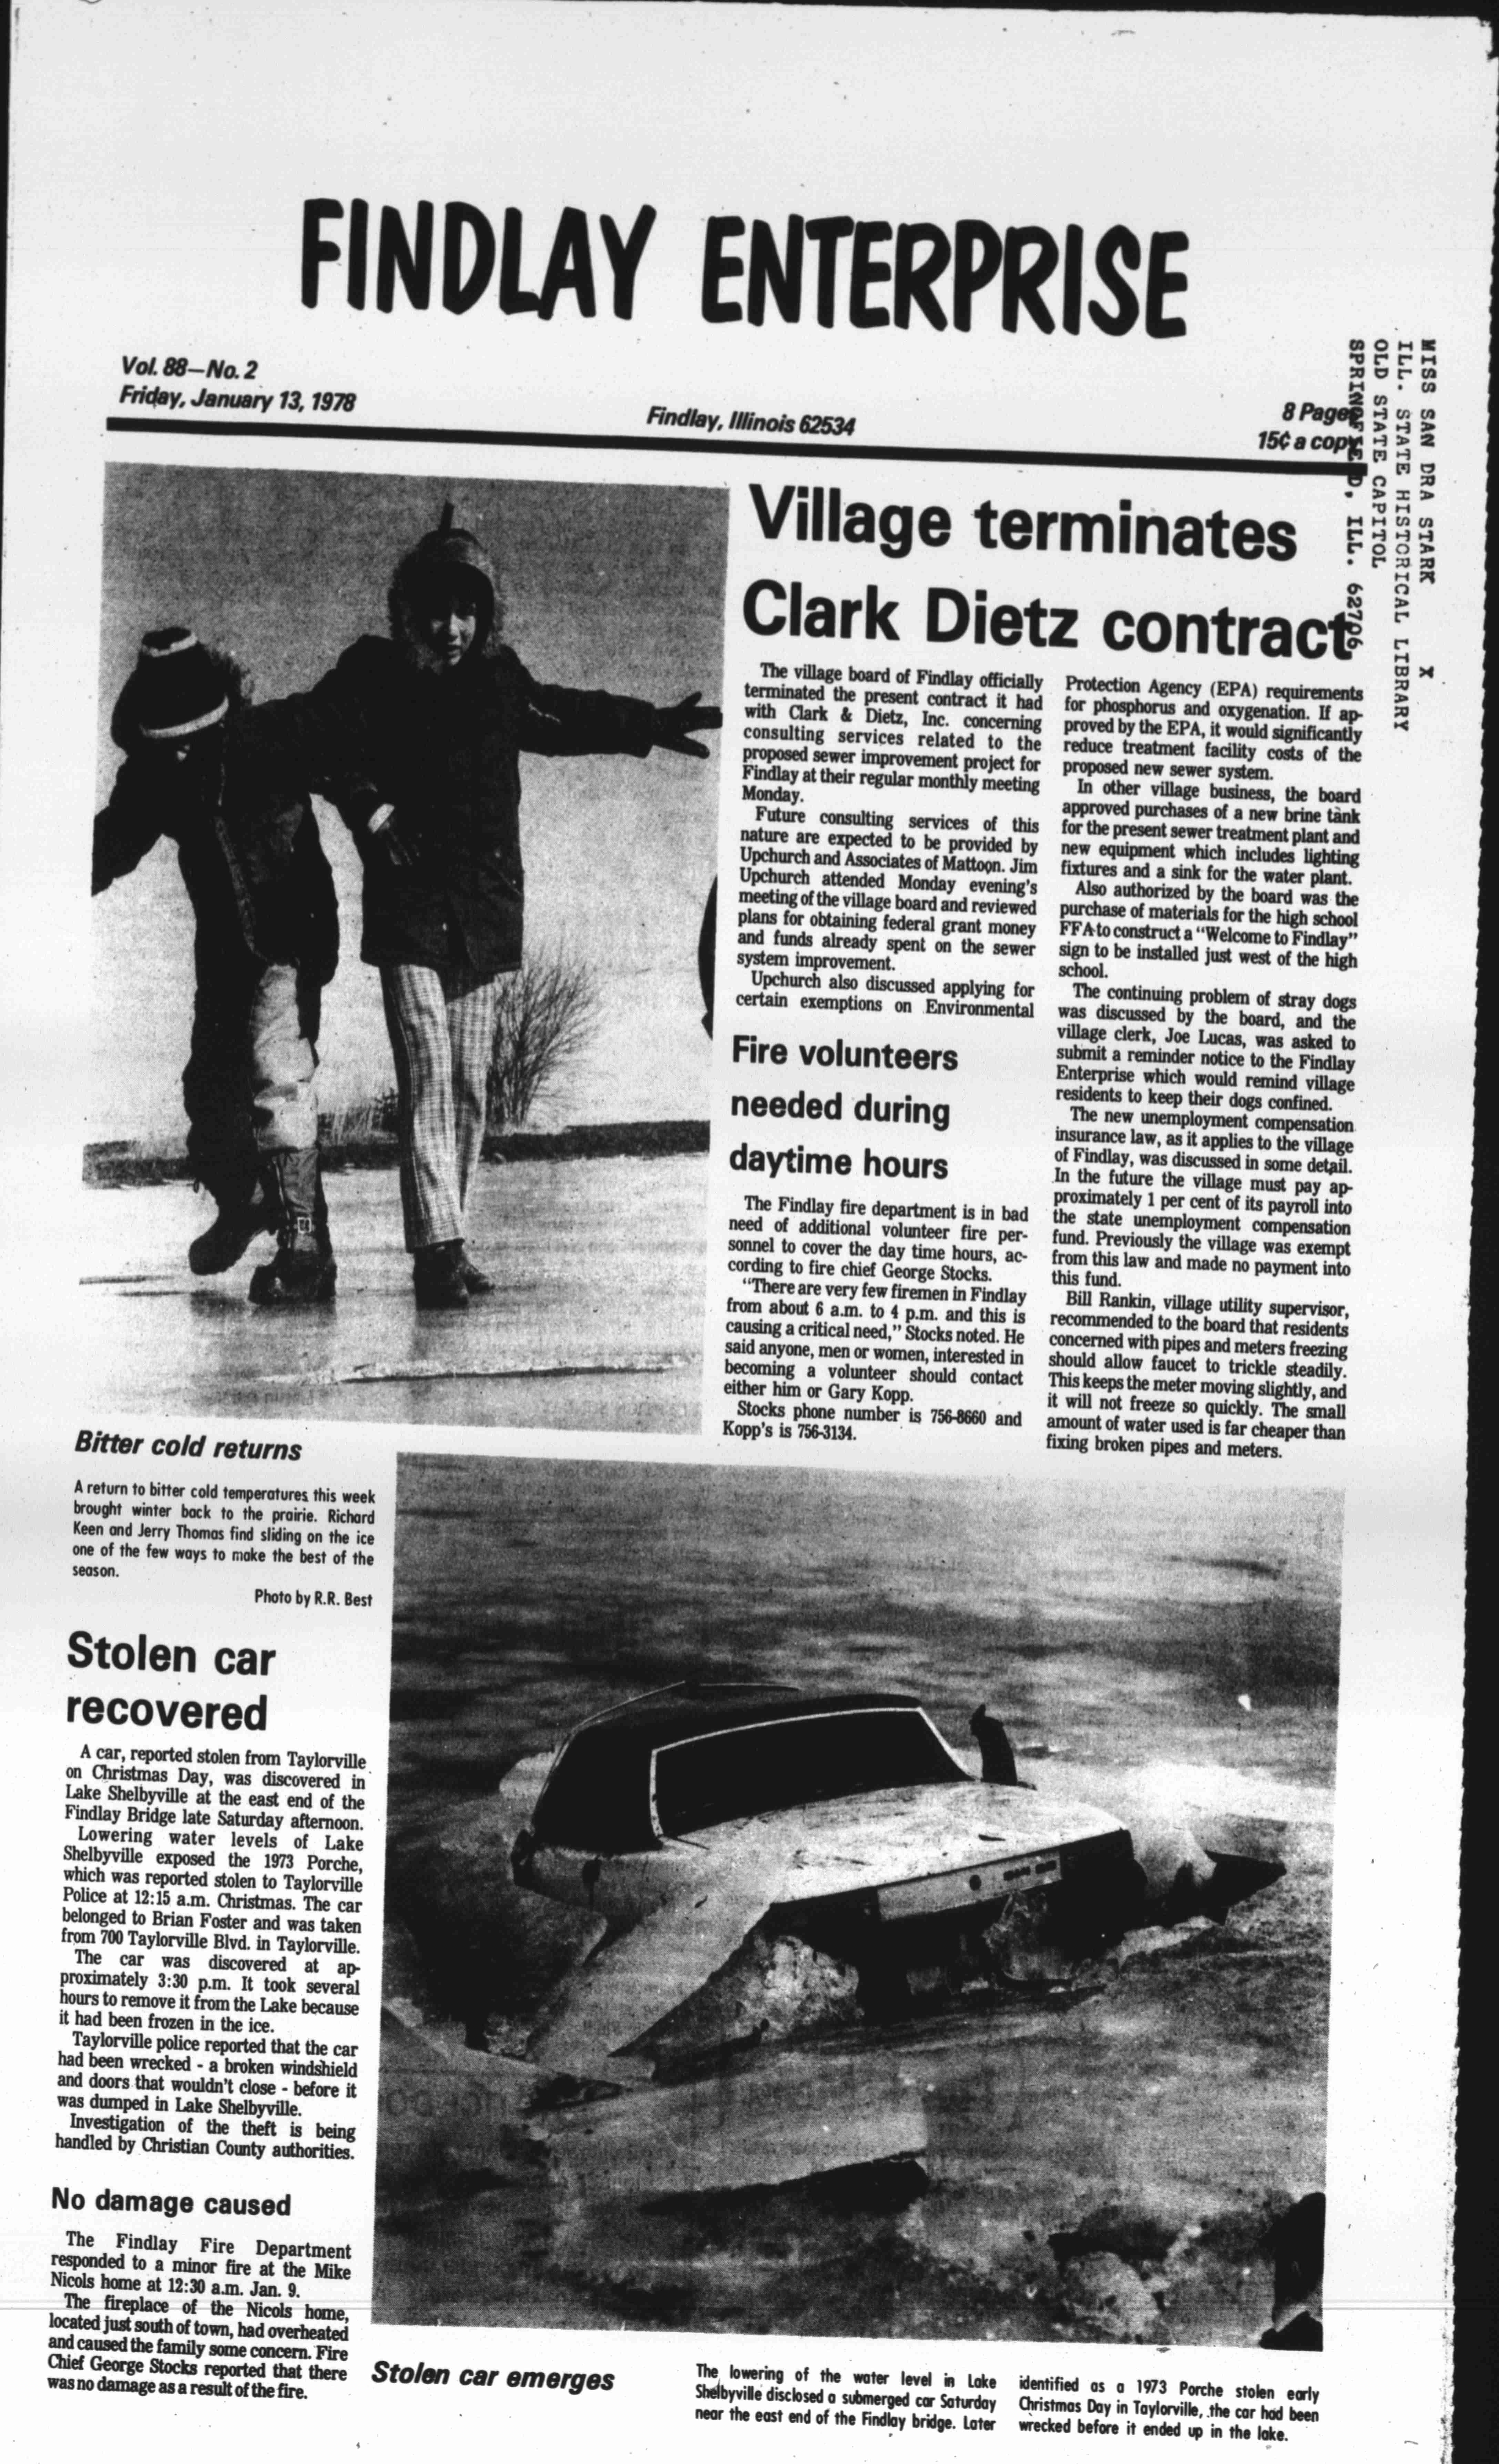 FINDLAY ENTERPRISE
Vol. 88—No. 2
Friday, January 13, 1978
Findlay, Illinois 62534
8 Pages
15¢ a copy
MISS SAN DRA STARK X
ILL. STATE HISTORICAL LIBRARY
OLD STATE CAPITOL
SPRINGFIELD, ILL. 62706
Village terminates
Clark Dietz contract
The village board of Findlay officially
terminated the present contract it had
with Clark & Dietz, Inc. concerning
consulting services related to the
proposed sewer improvement project for
Findlay at their regular monthly meeting
Monday.
Future consulting services of this
nature are expected to be provided by
Upchurch and Associates of Mattoon. Jim
Upchurch attended Monday evening's
meeting of the village board and reviewed
plans for obtaining federal grant money
and funds already spent on the sewer
system improvement.
Upchurch also discussed applying for
certain exemptions on Environmental
Protection Agency (EPA) requirements
for phosphorus and oxygenation. If ap-
proved by the EPA, it would significantly
reduce treatment facility costs of the
proposed new sewer system.
In other village business, the board
approved purchases of a new brine tank
for the present sewer treatment plant and
new equipment which includes lighting
fixtures and a sink for the water plant.
Also authorized by the board was the
purchase of materials for the high school
FFA to construct a "Welcome to Findlay"
sign to be installed just west of the high
school.
The continuing problem of stray dogs
was discussed by the board, and the
village clerk, Joe Lucas, was asked to
submit a reminder notice to the Findlay
Enterprise which would remind village
residents to keep their dogs confined.
The new unemployment compensation
insurance law, as it applies to the village
of Findlay, was discussed in some detail.
In the future the village must pay ap-
proximately 1 per cent of its payroll into
the state unemployment compensation
fund. Previously the village was exempt
from this law and made no payment into
this fund.
Bill Rankin, village utility supervisor,
recommended to the board that residents
concerned with pipes and meters freezing
should allow faucet to trickle steadily.
This keeps the meter moving slightly, and
it will not freeze so quickly. The small
amount of water used is far cheaper than
fixing broken pipes and meters.
Fire volunteers
needed during
daytime hours
The Findlay fire department is in bad
need of additional volunteer fire per-
sonnel to cover the day time hours, ac-
cording to fire chief George Stocks.
"There are very few firemen in Findlay
from about 6 a.m. to 4 p.m. and this is
causing a critical need," Stocks noted. He
said anyone, men or women, interested in
becoming a volunteer should contact
either him or Gary Kopp.
Stocks phone number is 756-8660 and
Kopp's is 756-3134.
Bitter cold returns
A return to bitter cold temperatures this week
brought winter back to the prairie. Richard
Keen and Jerry Thomas find sliding on the ice
one of the few ways to make the best of the
season.
Photo by R.R. Best
Stolen car
recovered
A car, reported stolen from Taylorville
on Christmas Day, was discovered in
Lake Shelbyville at the east end of the
Findlay Bridge late Saturday afternoon.
Lowering water levels of Lake
Shelbyville exposed the 1973 Porche,
which was reported stolen to Taylorville
Police at 12:15 a.m. Christmas. The car
belonged to Brian Foster and was taken
from 700 Taylorville Blvd. in Taylorville.
The car was discovered at ap-
proximately 3:30 p.m. It took several
hours to remove it from the Lake because
it had been frozen in the ice.
Taylorville police reported that the car
had been wrecked - a broken windshield
and doors that wouldn't close - before it
was dumped in Lake Shelbyville.
Investigation of the theft is being
handled by Christian County authorities.
No damage caused
The Findlay Fire Department
responded to a minor fire at the Mike
Nicols home at 12:30 a.m. Jan. 9.
The fireplace of the Nicols home,
located just south of town, had overheated
and caused the family some concern. Fire
Chief George Stocks reported that there
was no damage as a result of the fire.
Stolen car emerges
The lowering of the water level in Lake
Shelbyville disclosed a submerged car Saturday
near the east end of the Findlay bridge. Later
identified as a 1973 Porche stolen early
Christmas Day in Taylorville, the car had been
wrecked before it ended up in the lake.